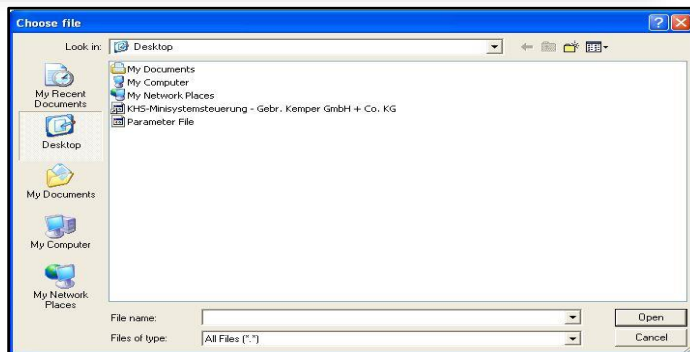 Choose file
Look in: Desktop
My Recent
Documents
Desktop
My Documents
My Computer
My Network
Places
My Documents
My Computer
My Network Places
KHS-Minisystemsteuerung - Gebr. Kemper GmbH + Co. KG
Parameter File
File name:
Open
Files of type: All Files (*.*)
Cancel